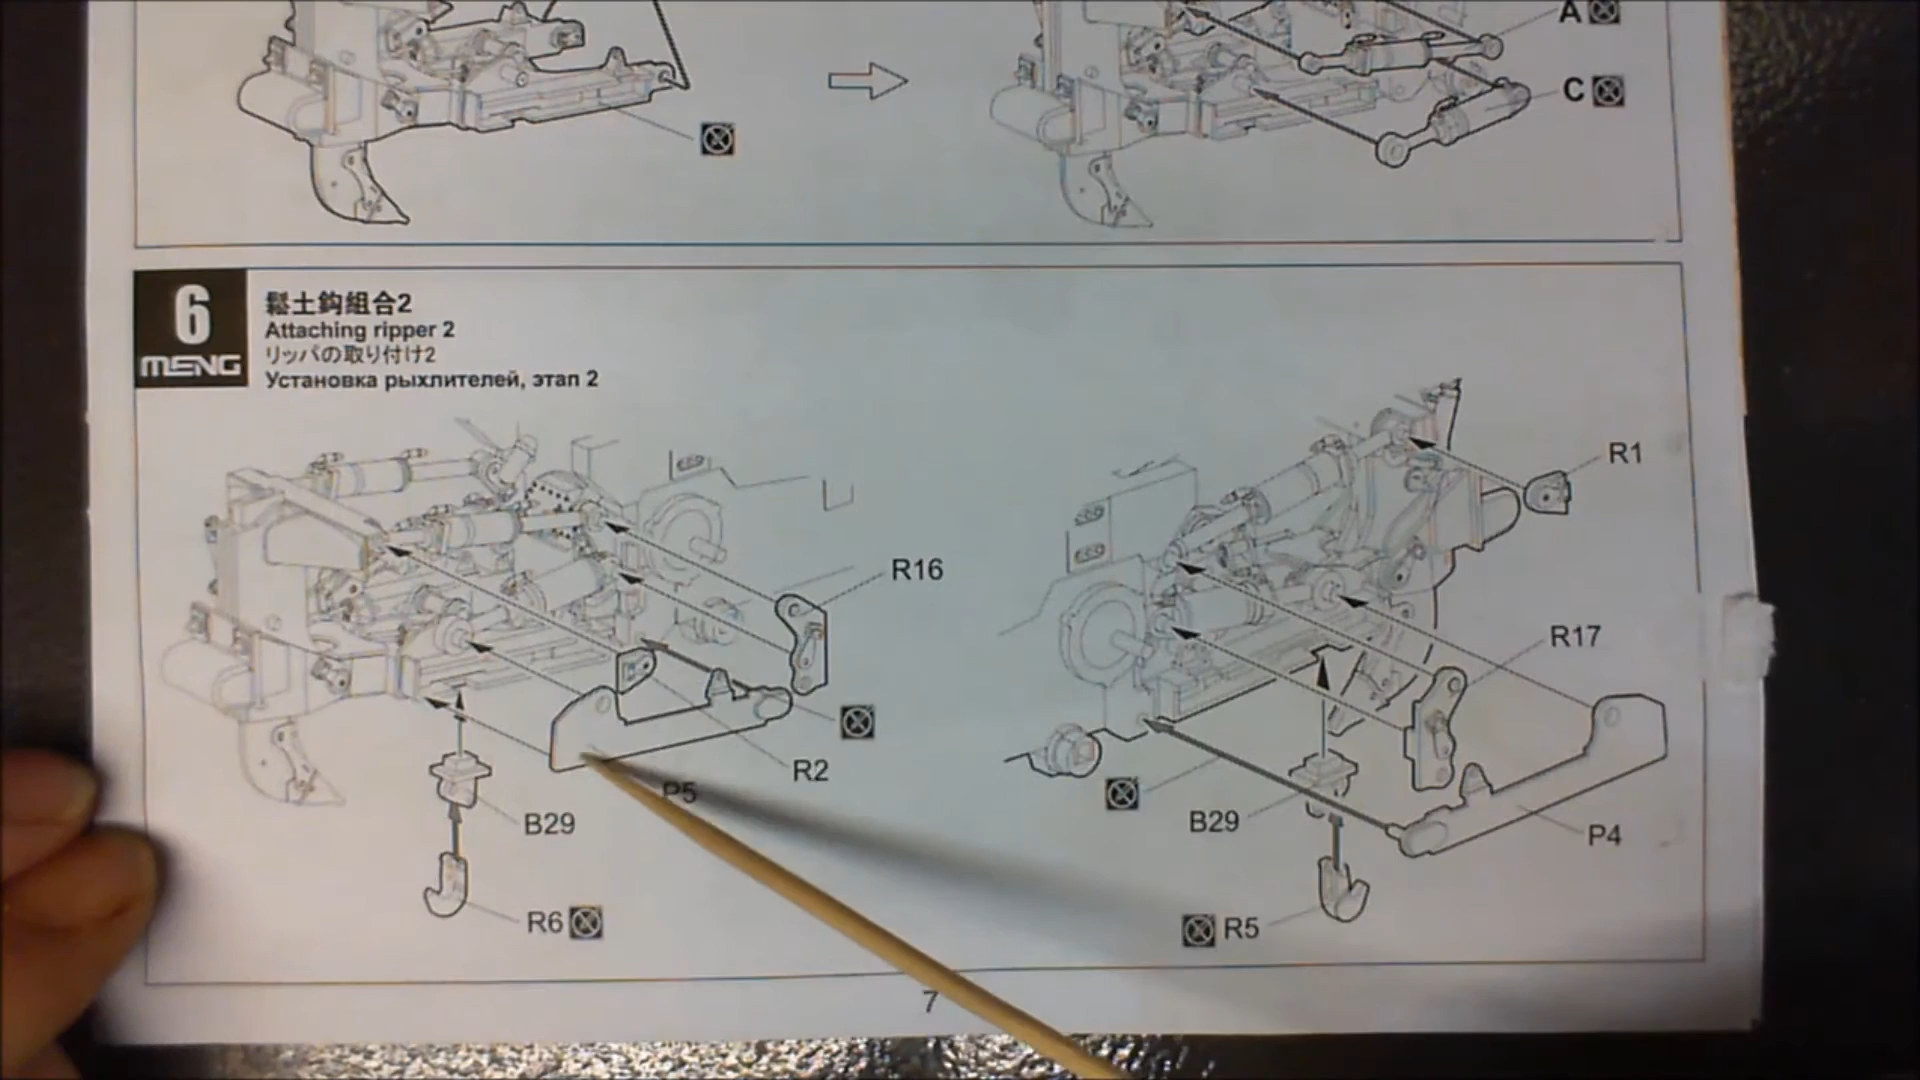 A
C
6
MENG
鬆土鈎組合2
Attaching ripper 2
リッパの取り付け2
Установка рыхлителей, этап 2
R1
R16
R17
R2
P5
B29
B29
P4
R6
R5
7